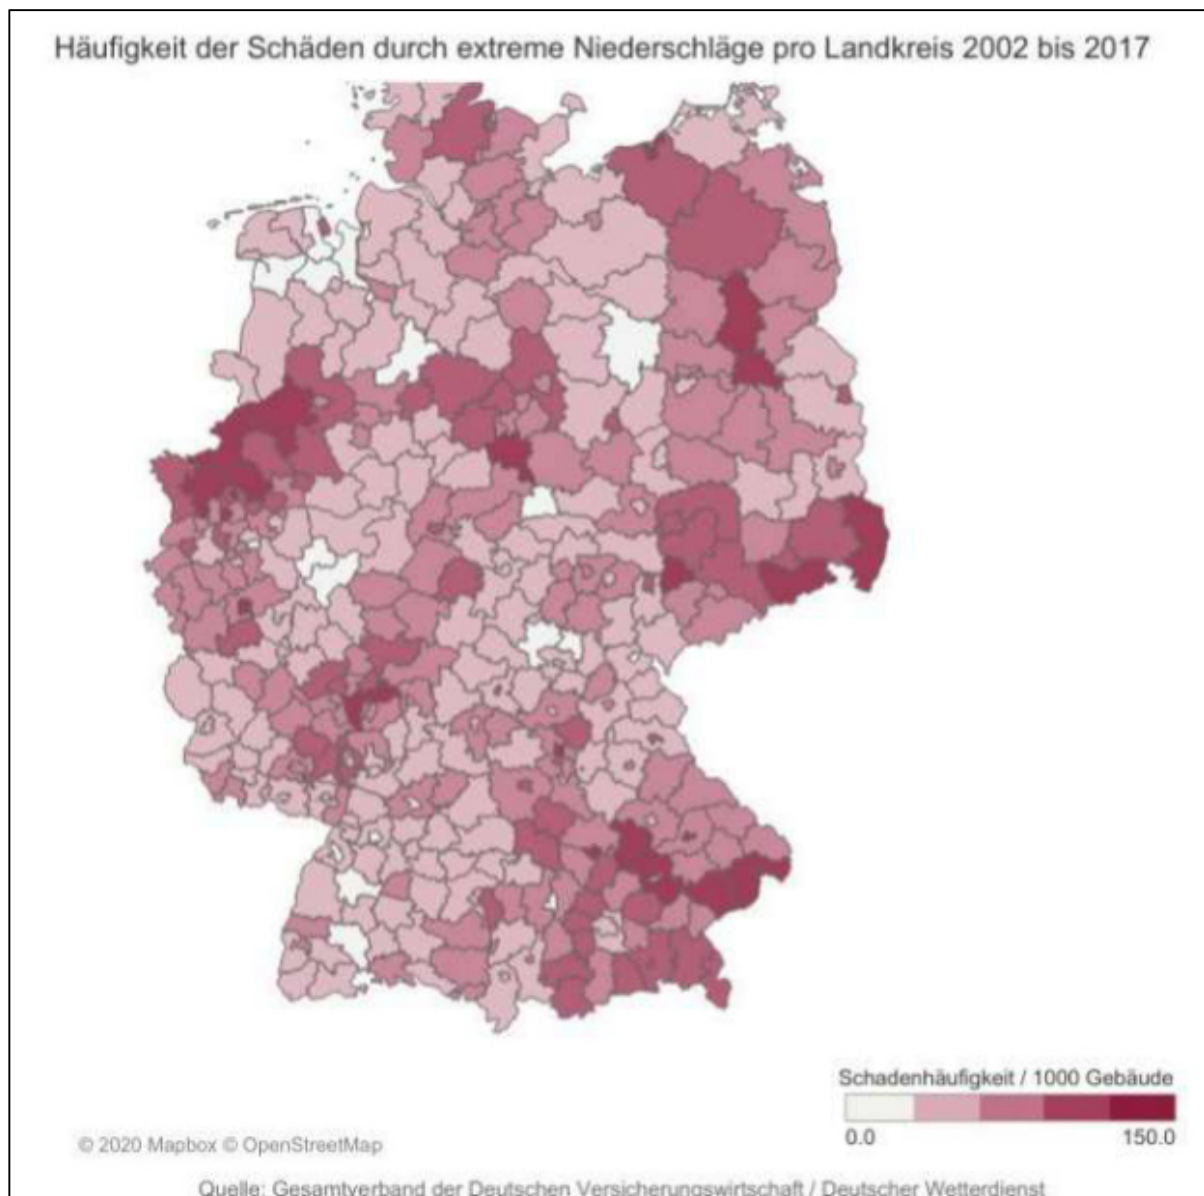 Häufigkeit der Schäden durch extreme Niederschläge pro Landkreis 2002 bis 2017
Schadenhäufigkeit / 1000 Gebäude
0.0 150.0
© 2020 Mapbox © OpenStreetMap
Quelle: Gesamtverband der Deutschen Versicherungswirtschaft / Deutscher Wetterdienst